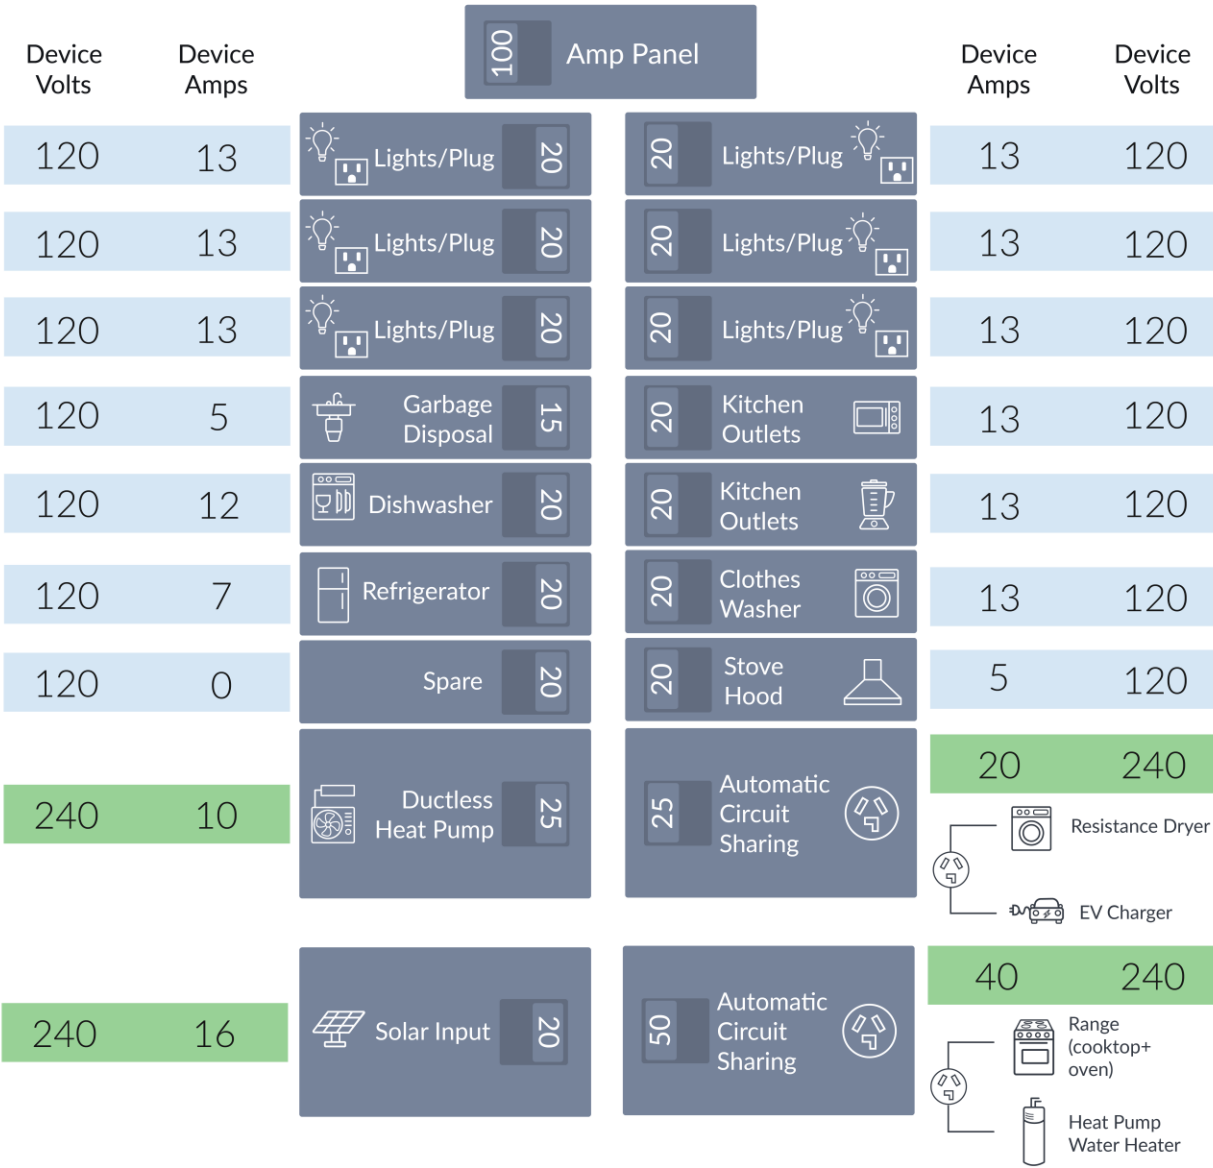 100 Amp Panel
Device Volts
Device Amps
Device Amps
Device Volts
120 13 Lights/Plug 20
20 Lights/Plug 13 120
120 13 Lights/Plug 20
20 Lights/Plug 13 120
120 13 Lights/Plug 20
20 Lights/Plug 13 120
120 5 Garbage Disposal 15
20 Kitchen Outlets 13 120
120 12 Dishwasher 20
20 Kitchen Outlets 13 120
120 7 Refrigerator 20
20 Clothes Washer 13 120
120 0 Spare 20
20 Stove Hood 5 120
240 10 Ductless Heat Pump 25
25 Automatic Circuit Sharing 20 240
Resistance Dryer
EV Charger
240 16 Solar Input 20
50 Automatic Circuit Sharing 40 240
Range
(cooktop+
oven)
Heat Pump
Water Heater